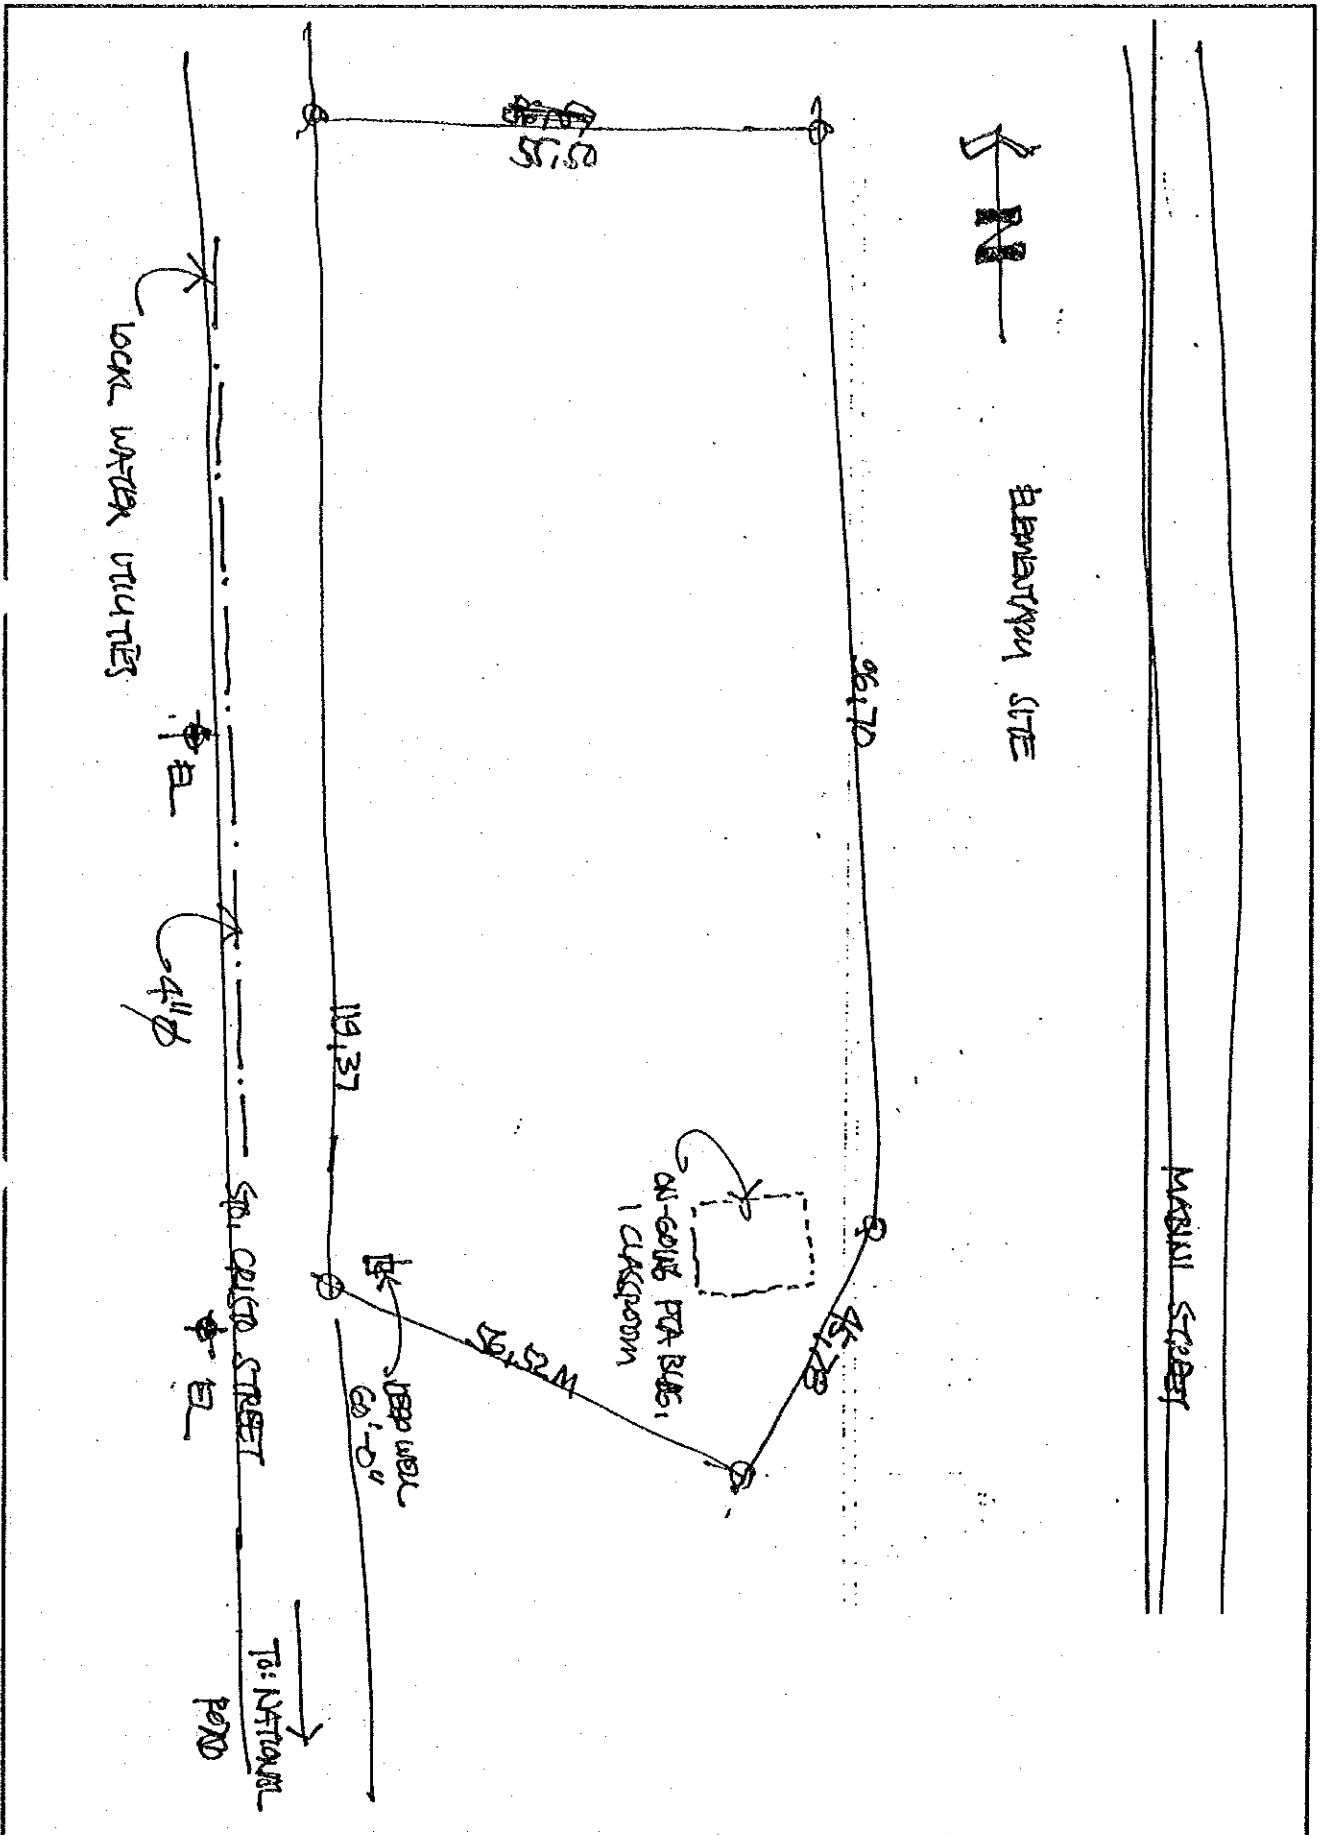 MABINI STREET
N
ELEMENTARY SITE
96.70
55.50
45.78
ON-GOING PTA BLDG.
1 CLASSROOM
56.52 M
DEEP WELL
60'-0"
119.37
STO. CRISTO STREET
TO: NATIONAL
ROAD
LOCAL WATER UTILITIES
4"ø